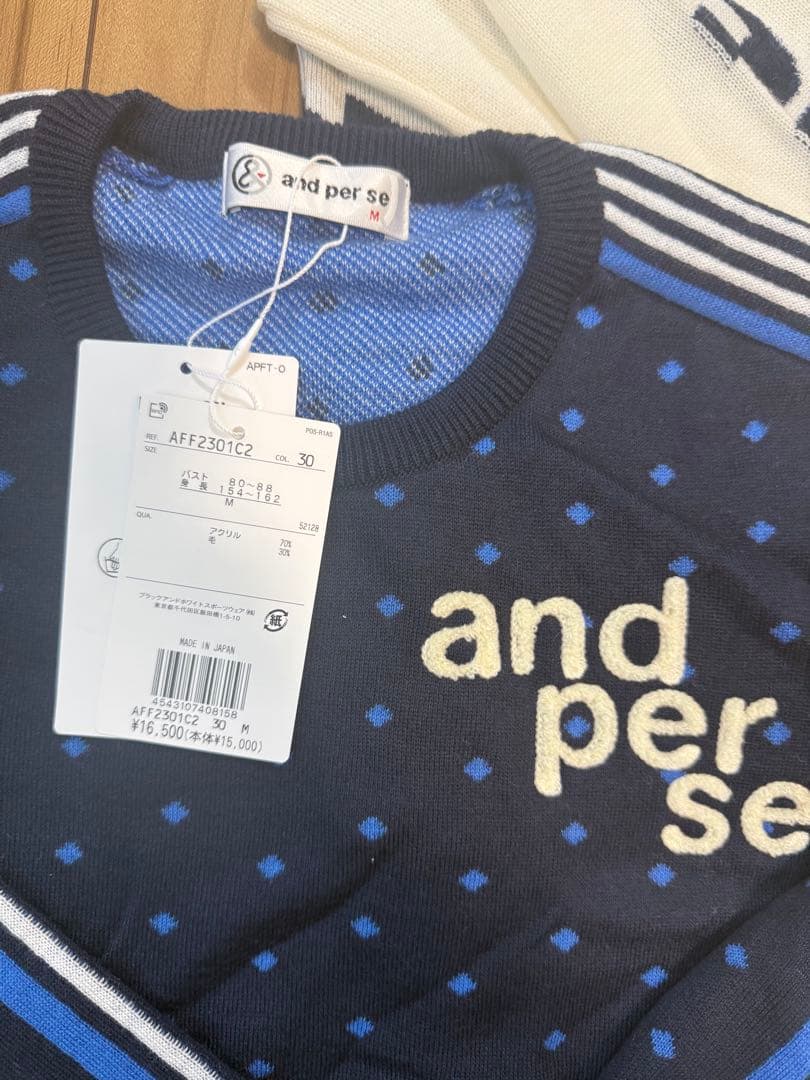 and per se
M
APFT-O
P05-R1AS
REF. AFF2301C2 COL. 30
SIZE
バスト 80～88
身長 154～162
M
QUA. 52128
アクリル 70%
毛 30%
ブラックアンドホワイトスポーツウェア㈱
東京都千代田区飯田橋1-5-10
紙
MADE IN JAPAN
4543107408158
AFF2301C2 30 M
¥16,500(本体¥15,000)
and
per
se